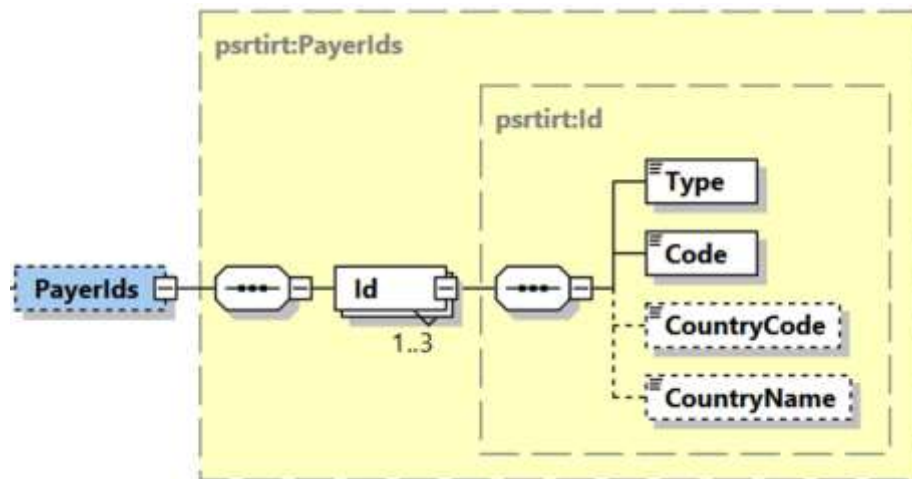 psrtirt:PayerIds
psrtirt:Id
Type
Code
PayerIds
Id
CountryCode
1..3
CountryName